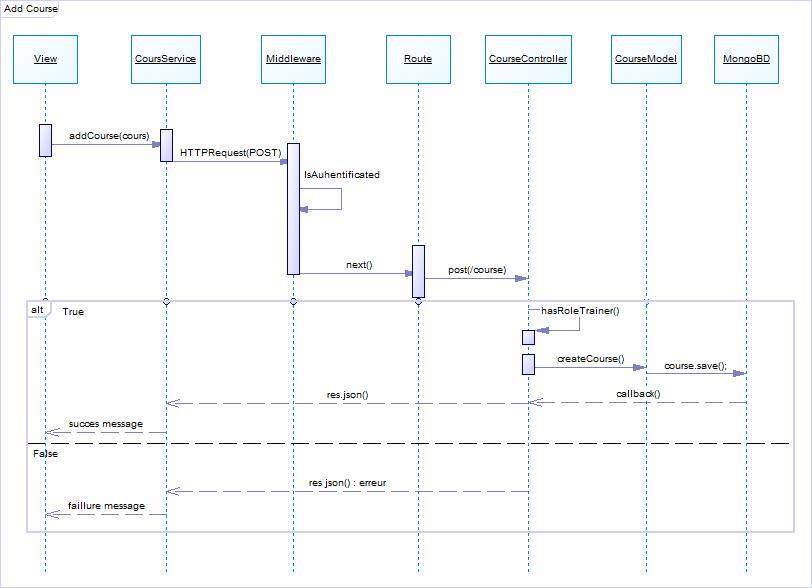 Add Course
View
CoursService
Middleware
Route
CourseController
CourseModel
MongoBD
addCourse(cours)
HTTPRequest(POST)
IsAuhentificated
next()
post(/course)
alt
True
hasRoleTrainer()
createCourse()
course.save();
res.json()
callback()
succes message
False
res json() : erreur
faillure message